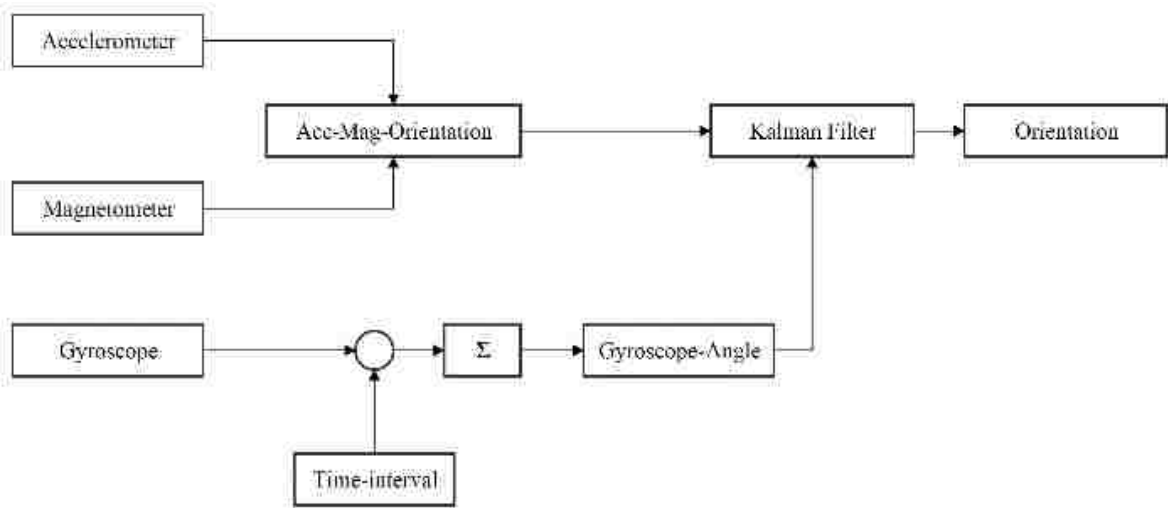 Accelerometer
Acc-Mag-Orientation
Kalman Filter
Orientation
Magnetometer
Gyroscope
Σ
Gyroscope-Angle
Time-interval